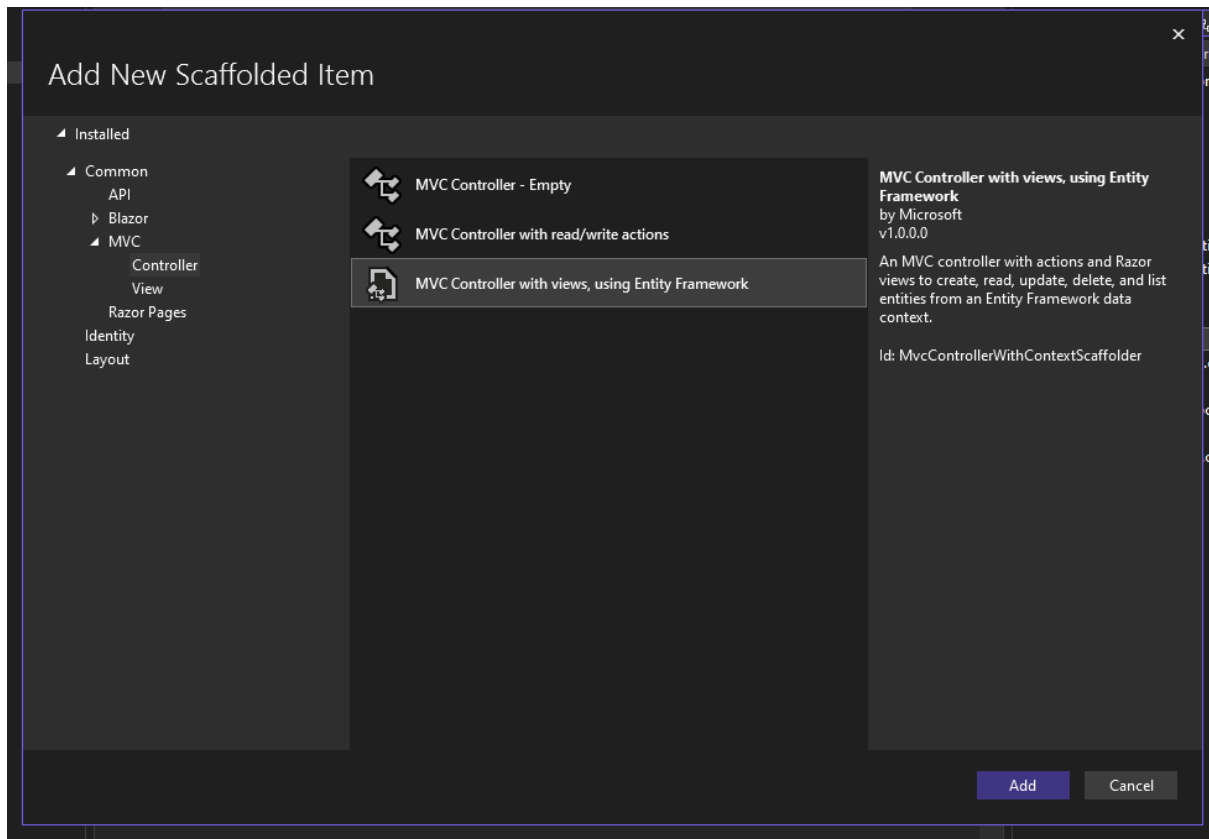 Add New Scaffolded Item
Installed
Common
API
Blazor
MVC
Controller
View
Razor Pages
Identity
Layout
MVC Controller - Empty
MVC Controller with read/write actions
MVC Controller with views, using Entity Framework
MVC Controller with views, using Entity
Framework
by Microsoft
v1.0.0.0
An MVC controller with actions and Razor
views to create, read, update, delete, and list
entities from an Entity Framework data
context.
Id: MvcControllerWithContextScaffolder
Add
Cancel